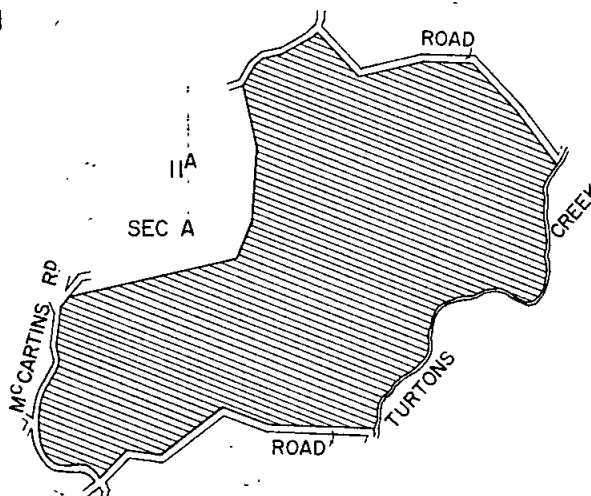 ROAD
11A
SEC A
CREEK
McCARTINS RD
TURTONS
ROAD